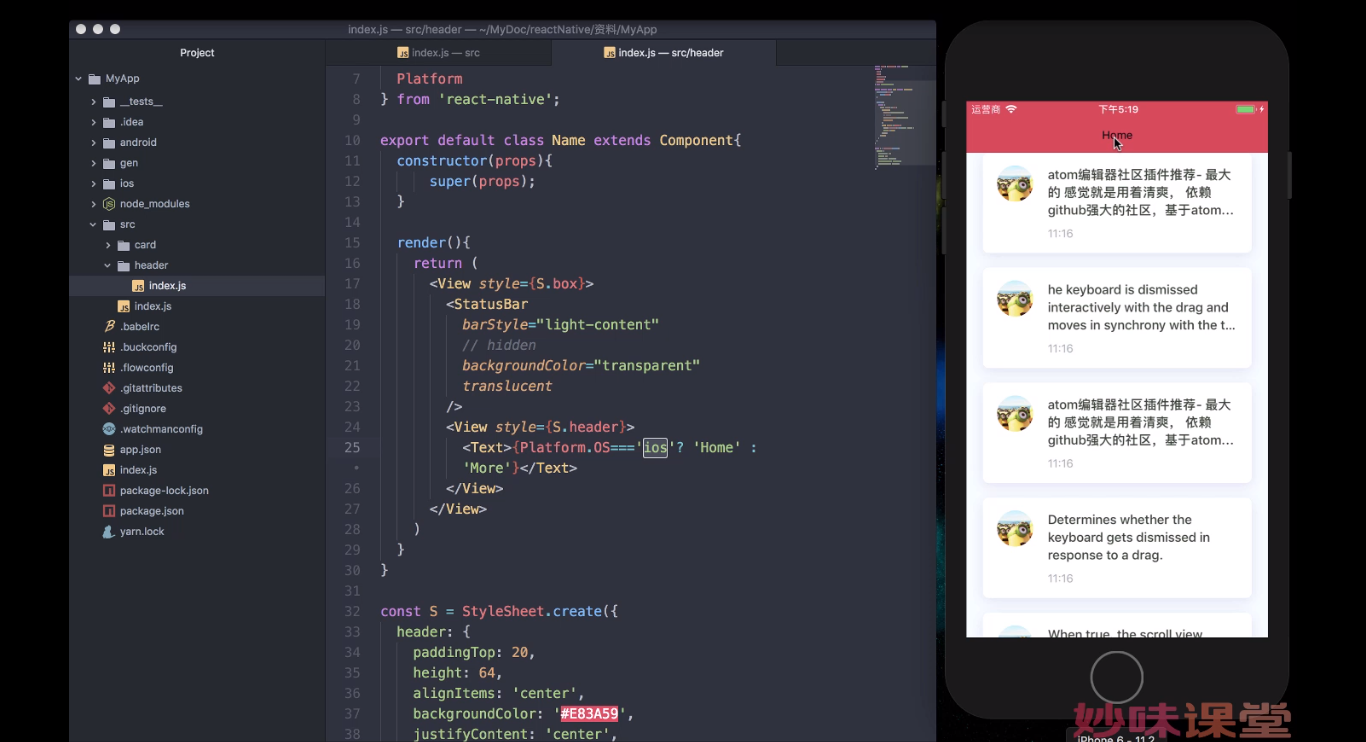 index.js — src/header — ~/MyDoc/reactNative/资料/MyApp
Project
index.js — src
index.js — src/header
MyApp
__tests__
.idea
android
gen
ios
node_modules
src
card
header
index.js
index.js
.babelrc
.buckconfig
.flowconfig
.gitattributes
.gitignore
.watchmanconfig
app.json
index.js
package-lock.json
package.json
yarn.lock
7 Platform
8 } from 'react-native';
9
10 export default class Name extends Component{
11 constructor(props){
12 super(props);
13 }
14
15 render(){
16 return (
17 <View style={S.box}>
18 <StatusBar
19 barStyle="light-content"
20 // hidden
21 backgroundColor="transparent"
22 translucent
23 />
24 <View style={S.header}>
25 <Text>{Platform.OS==='ios'? 'Home' :
• 'More'}</Text>
26 </View>
27 </View>
28 )
29 }
30 }
31
32 const S = StyleSheet.create({
33 header: {
34 paddingTop: 20,
35 height: 64,
36 alignItems: 'center',
37 backgroundColor: '#E83A59',
38 justifyContent: 'center',
运营商 下午5:19
Home
atom编辑器社区插件推荐- 最大
的 感觉就是用着清爽， 依赖
github强大的社区，基于atom...
11:16
he keyboard is dismissed
interactively with the drag and
moves in synchrony with the t...
11:16
atom编辑器社区插件推荐- 最大
的 感觉就是用着清爽， 依赖
github强大的社区，基于atom...
11:16
Determines whether the
keyboard gets dismissed in
response to a drag.
11:16
When true, the scroll view
妙味课堂
iPhone 6 - 11.2